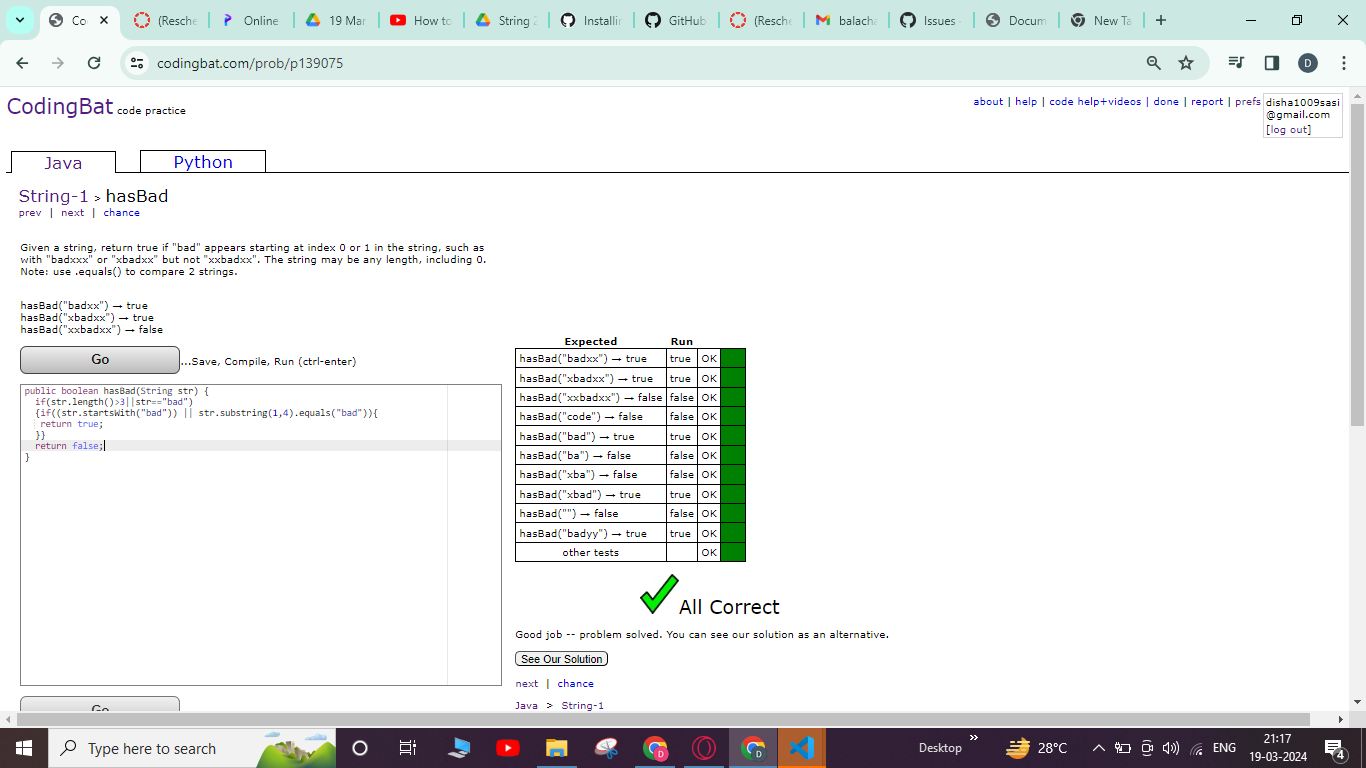 Co
(Resche
Online
19 Mar
How to
String 2
Installin
GitHub
(Resche
balacha
Issues
Docum
New Ta
codingbat.com/prob/p139075
D
CodingBat code practice
about | help | code help+videos | done | report | prefs
disha1009sasi
@gmail.com
[log out]
Java
Python
String-1 > hasBad
prev | next | chance
Given a string, return true if "bad" appears starting at index 0 or 1 in the string, such as
with "badxxx" or "xbadxx" but not "xxbadxx". The string may be any length, including 0.
Note: use .equals() to compare 2 strings.
hasBad("badxx") → true
hasBad("xbadxx") → true
hasBad("xxbadxx") → false
Go
...Save, Compile, Run (ctrl-enter)
public boolean hasBad(String str) {
if(str.length()>3||str=="bad")
{if((str.startsWith("bad")) || str.substring(1,4).equals("bad")){
return true;
}}
return false;
}
Go
Expected Run
hasBad("badxx") → true true OK
hasBad("xbadxx") → true true OK
hasBad("xxbadxx") → false false OK
hasBad("code") → false false OK
hasBad("bad") → true true OK
hasBad("ba") → false false OK
hasBad("xba") → false false OK
hasBad("xbad") → true true OK
hasBad("") → false false OK
hasBad("badyy") → true true OK
other tests OK
All Correct
Good job -- problem solved. You can see our solution as an alternative.
See Our Solution
next | chance
Java > String-1
Type here to search
D
D
Desktop
»
28°C
ENG
21:17
19-03-2024
4